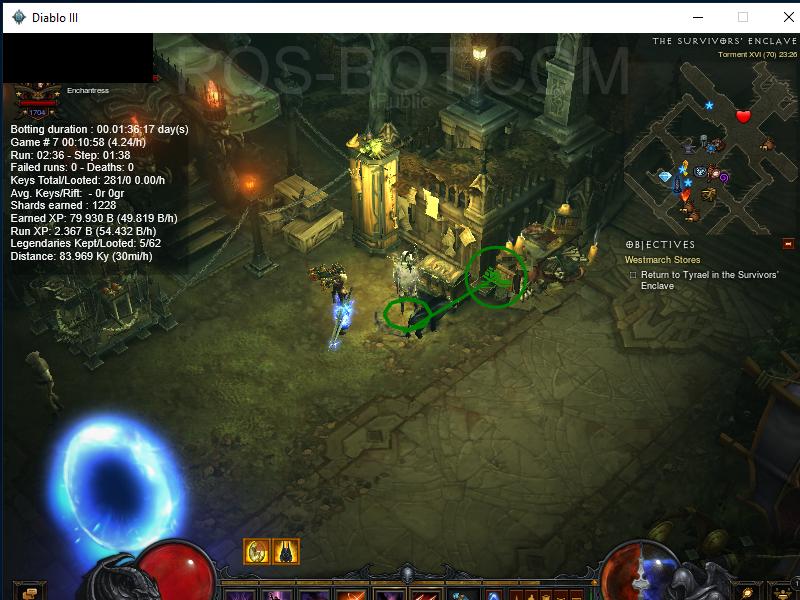 Diablo III
ROS-BOT.COM
Public
THE SURVIVORS' ENCLAVE
Torment XVI (70) 23:26
Enchantress
1704
Botting duration : 00.01:36:17 day(s)
Game # 7 00:10:58 (4.24/h)
Run: 02:36 - Step: 01:38
Failed runs: 0 - Deaths: 0
Keys Total/Looted: 281/0 0.00/h
Avg. Keys/Rift: - 0r 0gr
Shards earned : 1228
Earned XP: 79.930 B (49.819 B/h)
Run XP: 2.367 B (54.432 B/h)
Legendaries Kept/Looted: 5/62
Distance: 83.969 Ky (30mi/h)
OBJECTIVES
Westmarch Stores
Return to Tyrael in the Survivors'
Enclave